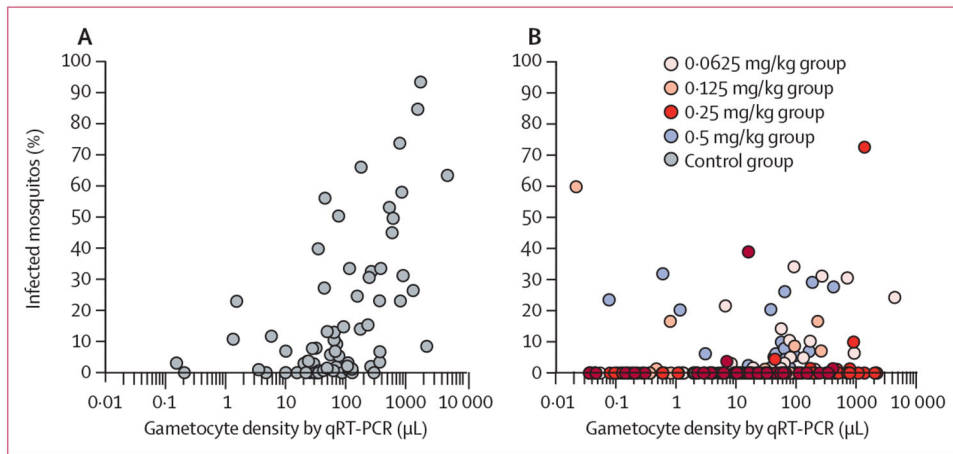 A
100
90
80
70
60
50
40
30
20
10
0
Infected mosquitos (%)
0·01 0·1 1 10 100 1000 10 000
Gametocyte density by qRT-PCR (μL)
B
100
90
80
70
60
50
40
30
20
10
0
0·0625 mg/kg group
0·125 mg/kg group
0·25 mg/kg group
0·5 mg/kg group
Control group
0·01 0·1 1 10 100 1000 10 000
Gametocyte density by qRT-PCR (μL)